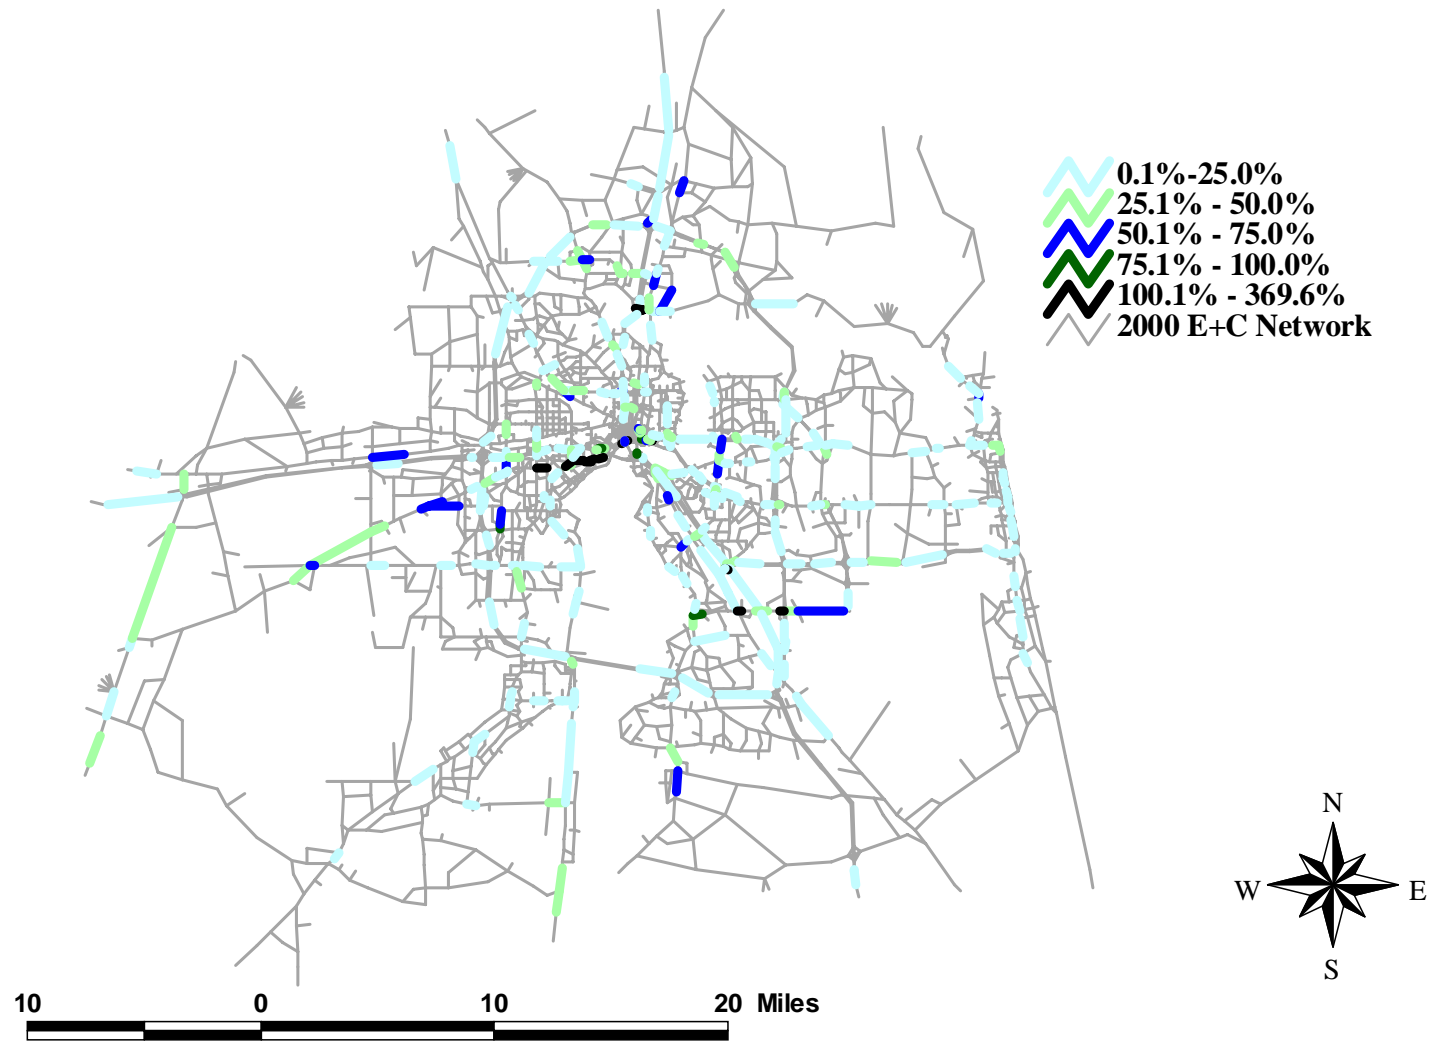 0.1%-25.0%
25.1% - 50.0%
50.1% - 75.0%
75.1% - 100.0%
100.1% - 369.6%
2000 E+C Network
N
W E
S
10 0 10 20 Miles